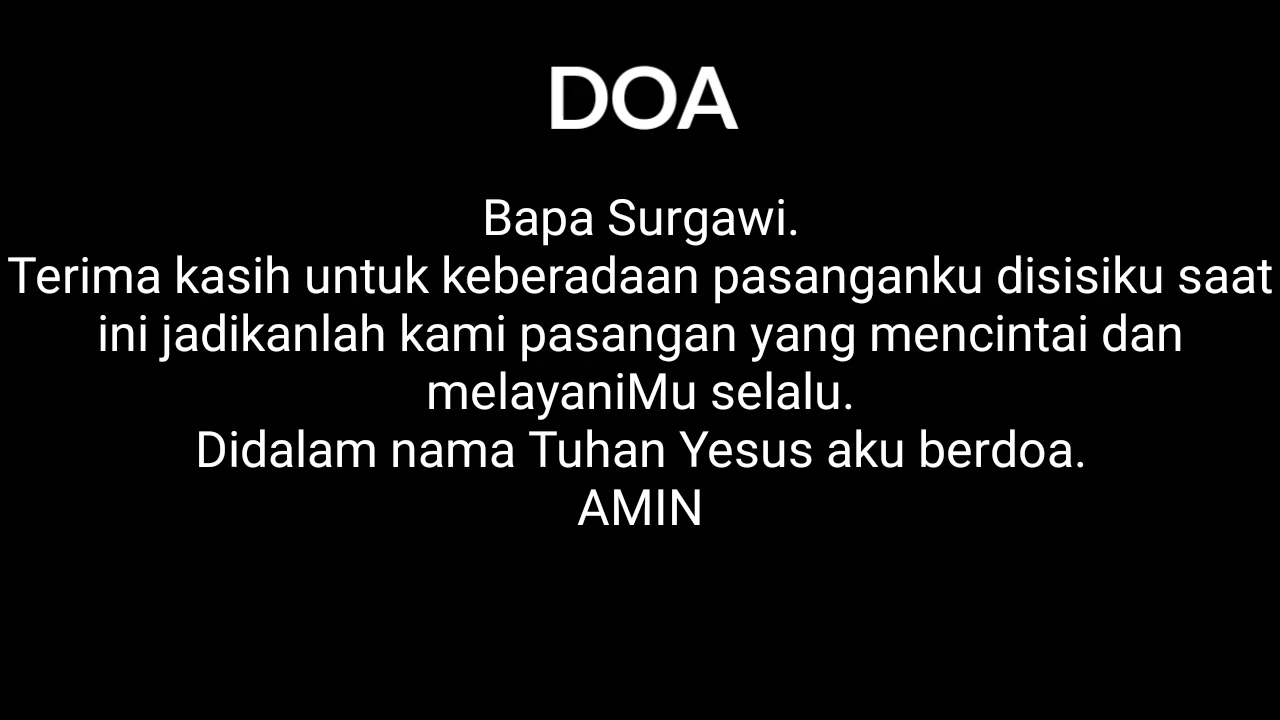 DOA
Bapa Surgawi.
Terima kasih untuk keberadaan pasanganku disisiku saat
ini jadikanlah kami pasangan yang mencintai dan
melayaniMu selalu.
Didalam nama Tuhan Yesus aku berdoa.
AMIN